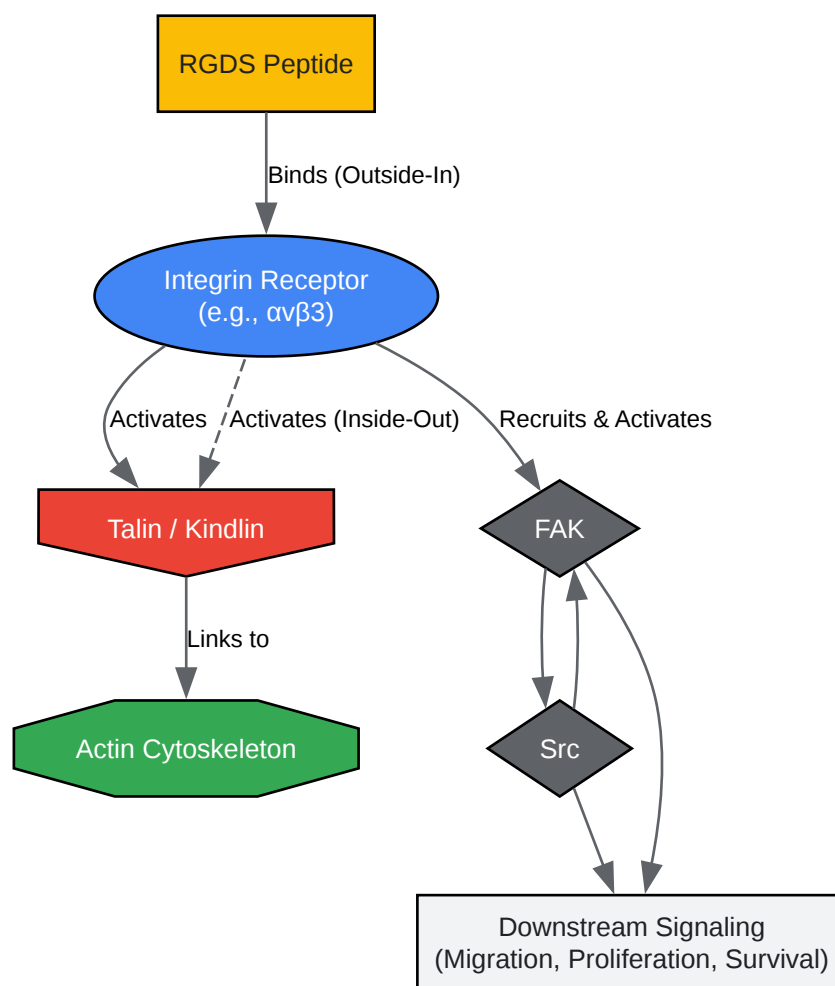 RGDS Peptide
Binds (Outside-In)
Integrin Receptor
(e.g., αvβ3)
Activates
Activates (Inside-Out)
Recruits & Activates
Talin / Kindlin
FAK
Links to
Actin Cytoskeleton
Src
Downstream Signaling
(Migration, Proliferation, Survival)